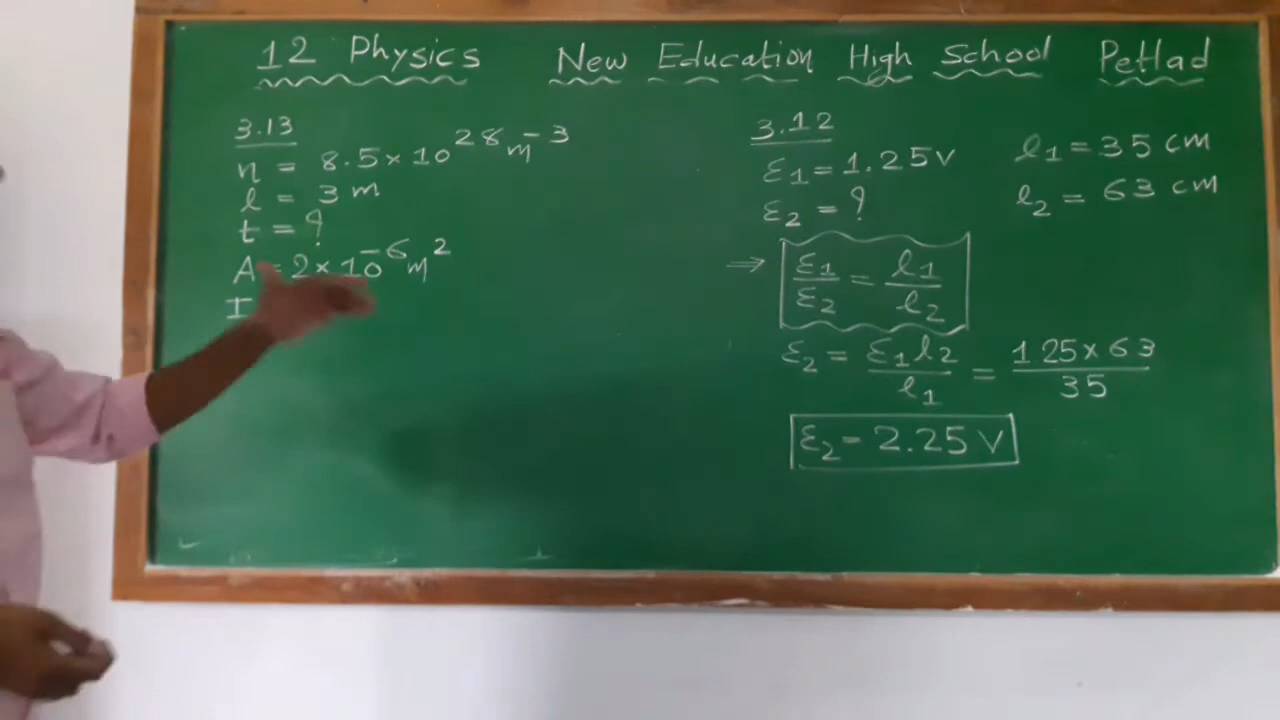 12 Physics New Education High School Petlad
3.13
n = 8.5 × 10^28 m^-3
l = 3 m
t = ?
A = 2 × 10^-6 m^2
I
3.12
ε1 = 1.25 V
l1 = 35 cm
ε2 = ?
l2 = 63 cm
⇒ ε1/ε2 = l1/l2
ε2 = ε1 l2/l1 = 1.25 × 63/35
ε2 = 2.25 V